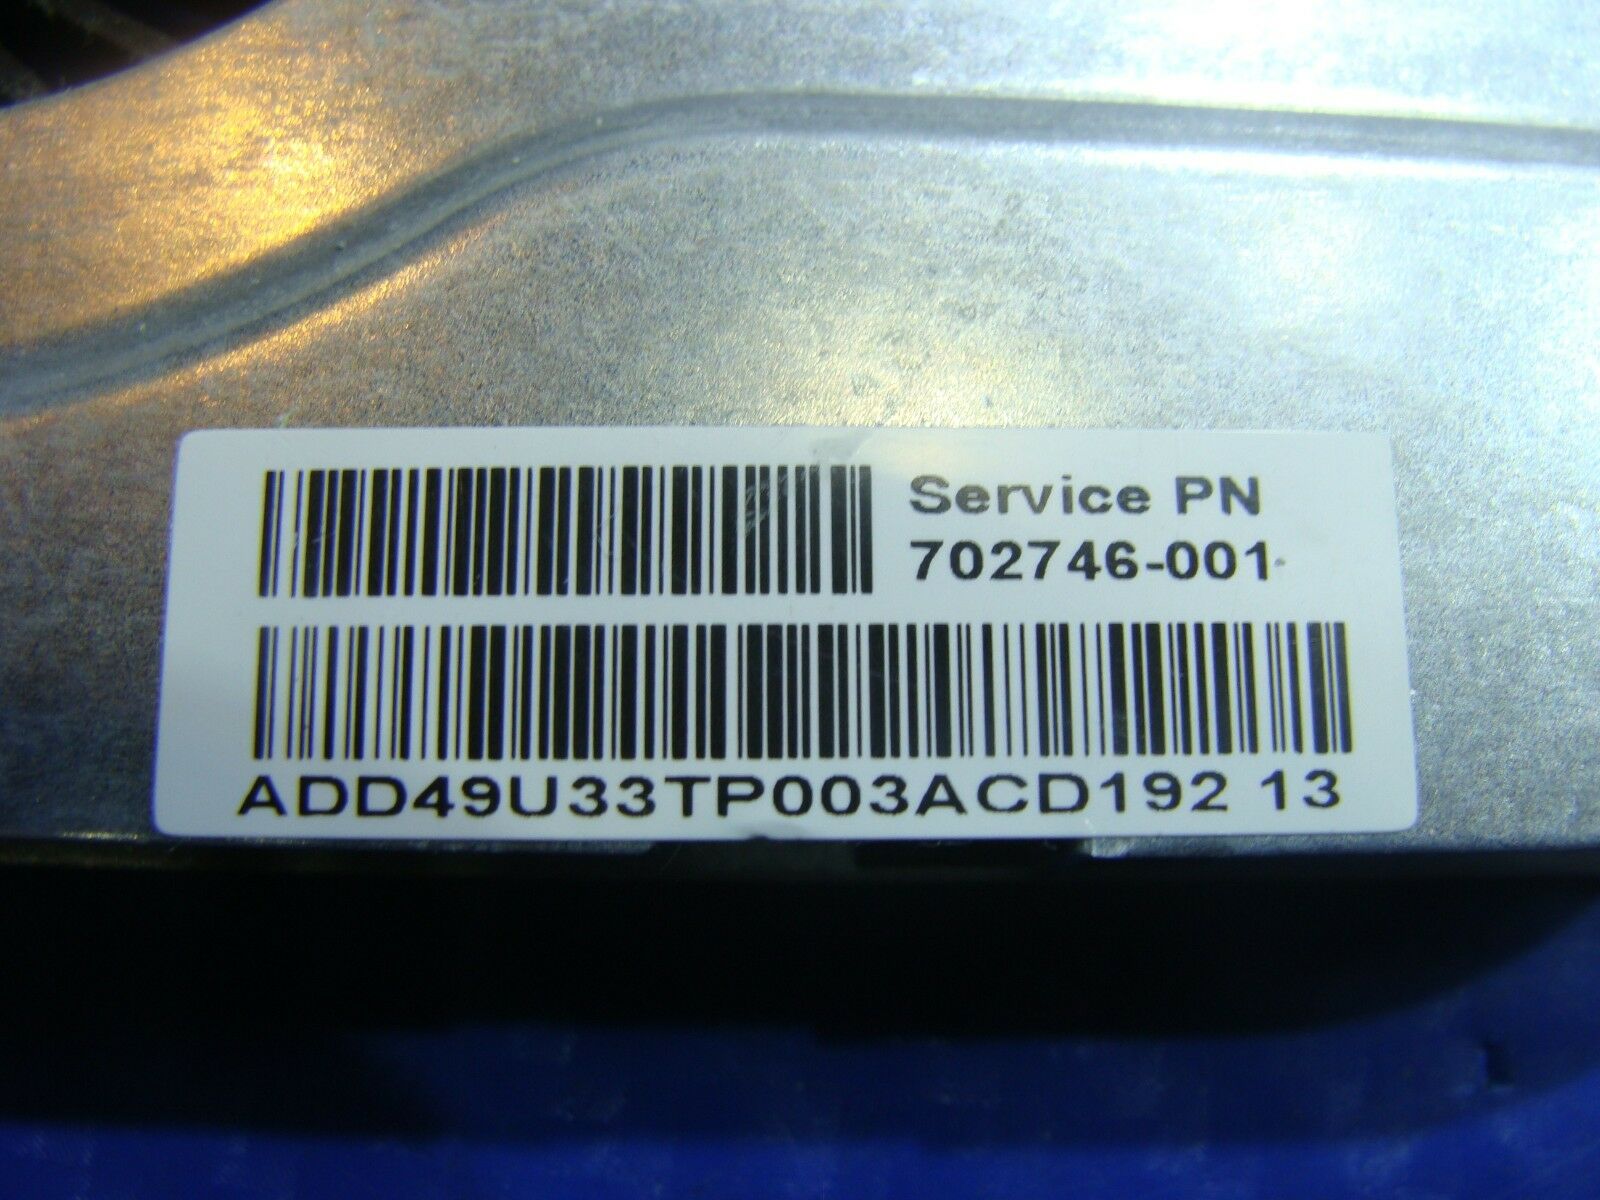 Service PN
702746-001
ADD49U33TP003ACD192 13